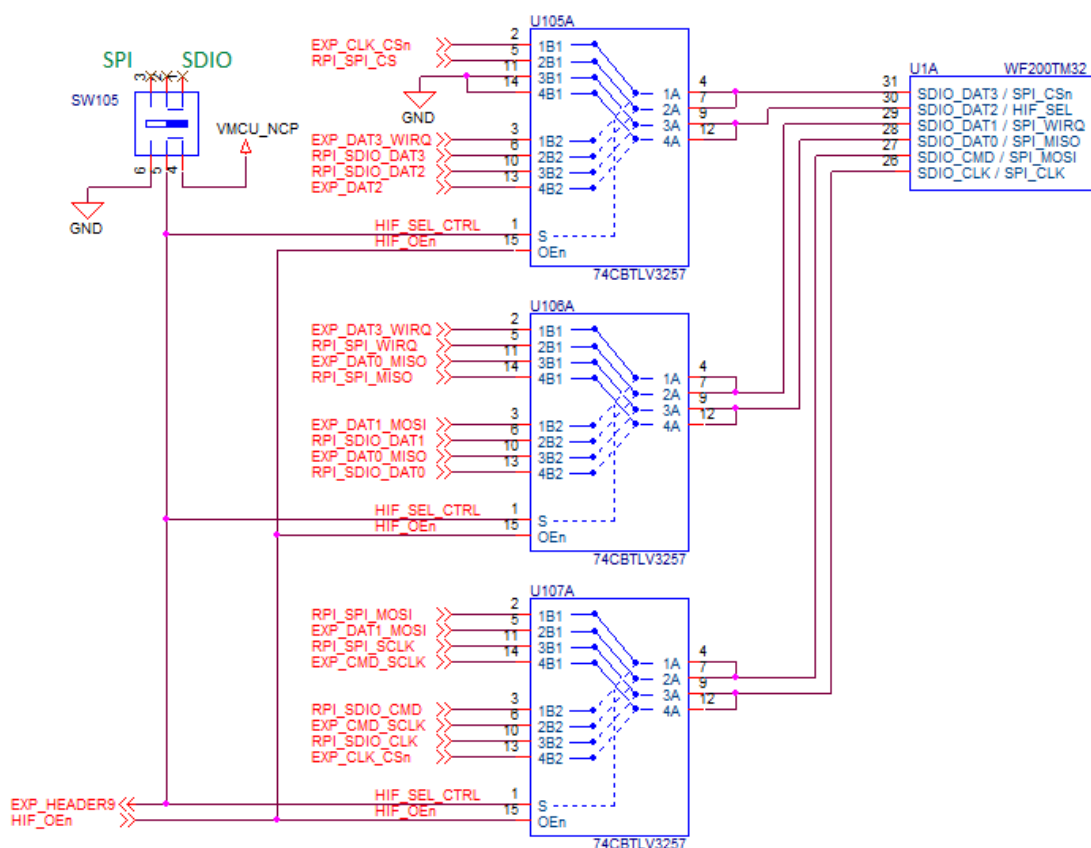 SPI SDIO
3 2 1
SW105
VMCU_NCP
6 5 4
GND
U105A
EXP_CLK_CSn 2 1B1
RPI_SPI_CS 5 2B1
11 3B1
14 4B1
GND
1A 4
2A 7
3A 9
4A 12
EXP_DAT3_WIRQ 3 1B2
RPI_SDIO_DAT3 6 2B2
RPI_SDIO_DAT2 10 3B2
EXP_DAT2 13 4B2
HIF_SEL_CTRL 1 S
HIF_OEn 15 OEn
74CBTLV3257
U1A WF200TM32
31 SDIO_DAT3 / SPI_CSn
30 SDIO_DAT2 / HIF_SEL
29 SDIO_DAT1 / SPI_WIRQ
28 SDIO_DAT0 / SPI_MISO
27 SDIO_CMD / SPI_MOSI
26 SDIO_CLK / SPI_CLK
U106A
EXP_DAT3_WIRQ 2 1B1
RPI_SPI_WIRQ 5 2B1
EXP_DAT0_MISO 11 3B1
RPI_SPI_MISO 14 4B1
1A 4
2A 7
3A 9
4A 12
EXP_DAT1_MOSI 3 1B2
RPI_SDIO_DAT1 6 2B2
EXP_DAT0_MISO 10 3B2
RPI_SDIO_DAT0 13 4B2
HIF_SEL_CTRL 1 S
HIF_OEn 15 OEn
74CBTLV3257
U107A
RPI_SPI_MOSI 2 1B1
EXP_DAT1_MOSI 5 2B1
RPI_SPI_SCLK 11 3B1
EXP_CMD_SCLK 14 4B1
1A 4
2A 7
3A 9
4A 12
RPI_SDIO_CMD 3 1B2
EXP_CMD_SCLK 6 2B2
RPI_SDIO_CLK 10 3B2
EXP_CLK_CSn 13 4B2
HIF_SEL_CTRL 1 S
HIF_OEn 15 OEn
74CBTLV3257
EXP_HEADER9
HIF_OEn